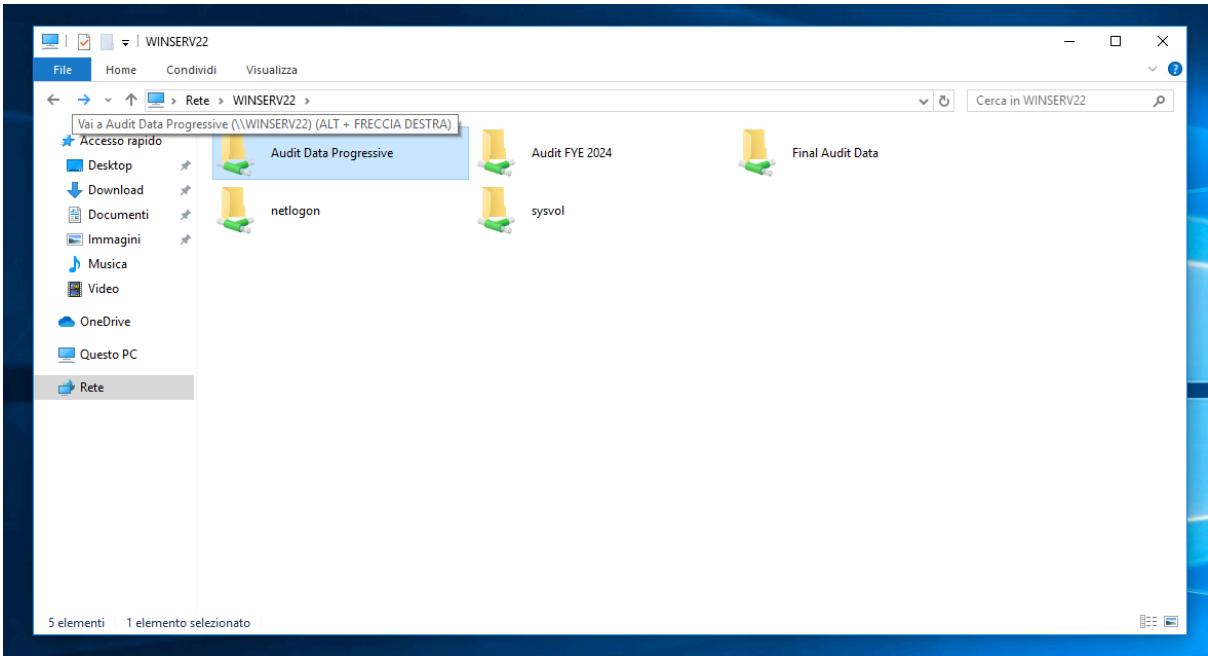 WINSERV22
File Home Condividi Visualizza
Rete WINSERV22 Cerca in WINSERV22
Vai a Audit Data Progressive (\\WINSERV22) (ALT + FRECCIA DESTRA)
Accesso rapido
Desktop
Download
Documenti
Immagini
Musica
Video
OneDrive
Questo PC
Rete
Audit Data Progressive Audit FYE 2024 Final Audit Data
netlogon sysvol
5 elementi 1 elemento selezionato